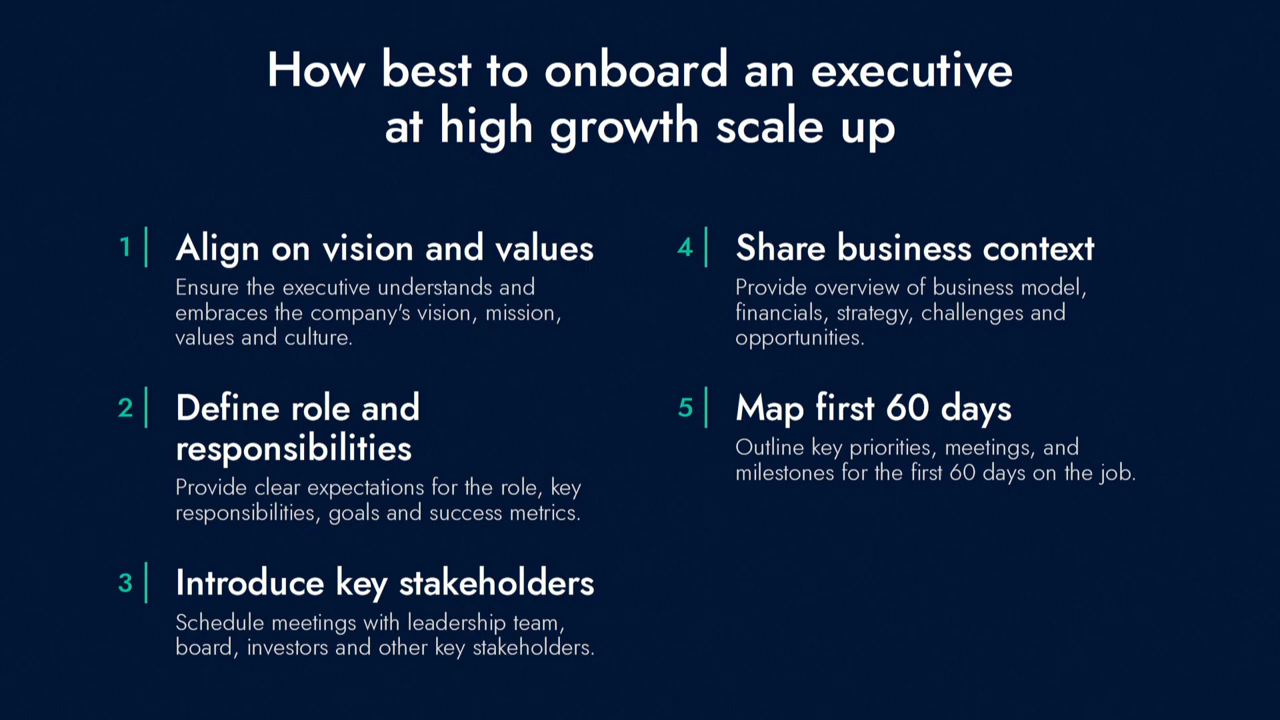 How best to onboard an executive
at high growth scale up
1
Align on vision and values
Ensure the executive understands and
embraces the company's vision, mission,
values and culture.
2
Define role and
responsibilities
Provide clear expectations for the role, key
responsibilities, goals and success metrics.
3
Introduce key stakeholders
Schedule meetings with leadership team,
board, investors and other key stakeholders.
4
Share business context
Provide overview of business model,
financials, strategy, challenges and
opportunities.
5
Map first 60 days
Outline key priorities, meetings, and
milestones for the first 60 days on the job.